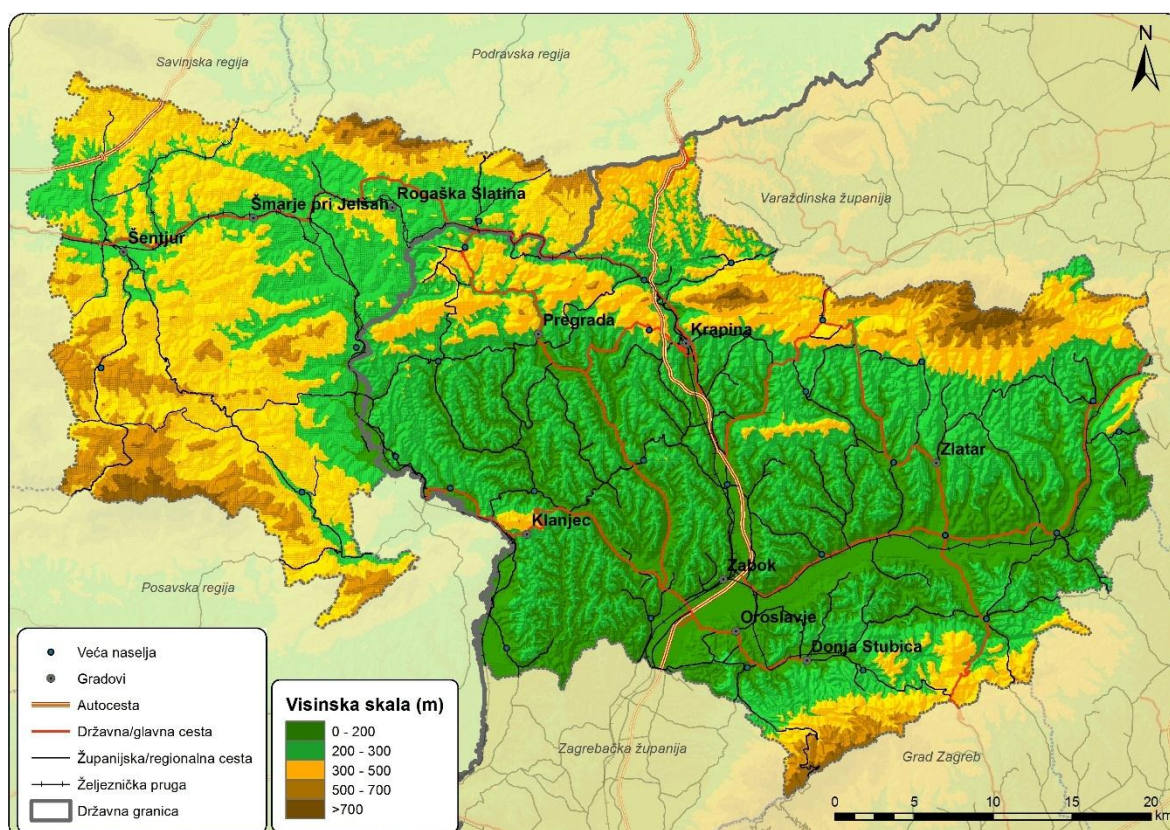 N
Podravska regija
Savinjska regija
Varaždinska županija
Rogaška Slatina
Šmarje pri Jelšah
Šentjur
Pregrada
Krapina
Zlatar
Klanjec
Zabok
Oroslavje
Donja Stubica
Posavska regija
Zagrebačka županija
Grad Zagreb
Veća naselja
Gradovi
Autocesta
Državna/glavna cesta
Županijska/regionalna cesta
Željeznička pruga
Državna granica
Visinska skala (m)
0 - 200
200 - 300
300 - 500
500 - 700
>700
0 5 10 15 20
km